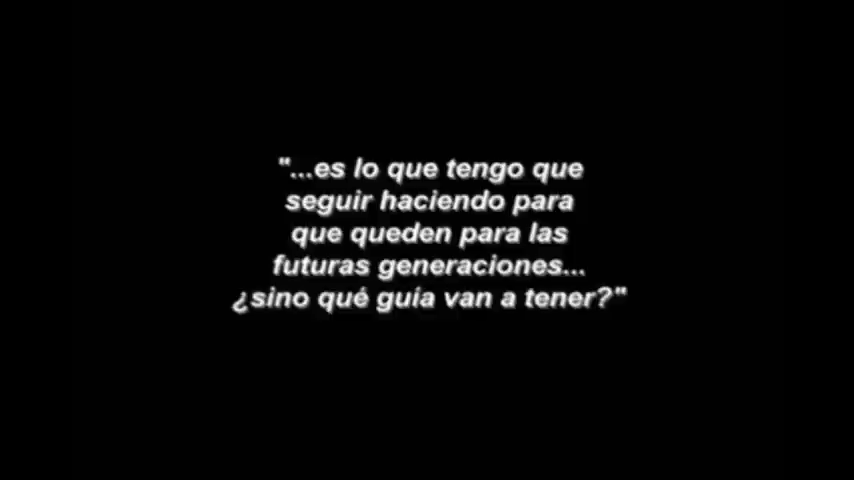 "...es lo que tengo que
seguir haciendo para
que queden para las
futuras generaciones...
¿sino qué guía van a tener?"